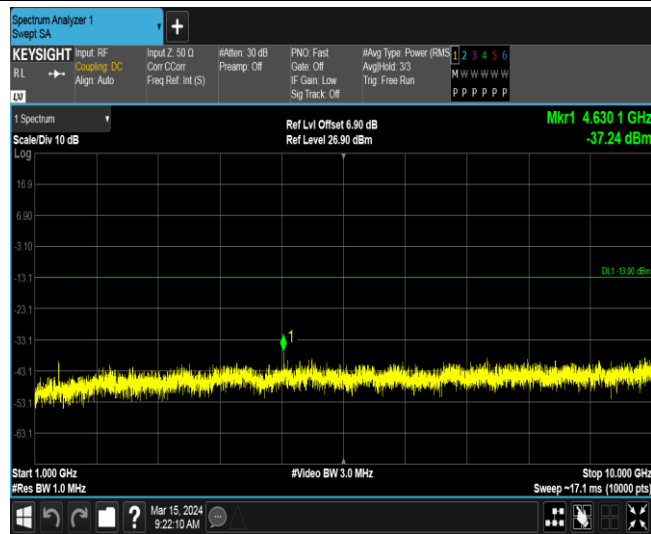 Spectrum Analyzer 1
Swept SA
+
KEYSIGHT
RL
LXI
Input: RF
Coupling: DC
Align: Auto
Input Z: 50 Ω
Corr CCorr
Freq Ref: Int (S)
#Atten: 30 dB
Preamp: Off
PNO: Fast
Gate: Off
IF Gain: Low
Sig Track: Off
#Avg Type: Power (RMS
Avg|Hold: 3/3
Trig: Free Run
1 2 3 4 5 6
M W W W W W
P P P P P P
1 Spectrum
Scale/Div 10 dB
Log
Ref Lvl Offset 6.90 dB
Ref Level 26.90 dBm
Mkr1 4.630 1 GHz
-37.24 dBm
16.9
6.90
-3.10
-13.1
-23.1
-33.1
-43.1
-53.1
-63.1
DL1 -13.00 dBm
1
Start 1.000 GHz
#Res BW 1.0 MHz
#Video BW 3.0 MHz
Stop 10.000 GHz
Sweep ~17.1 ms (10000 pts)
?
Mar 15, 2024
9:22:10 AM